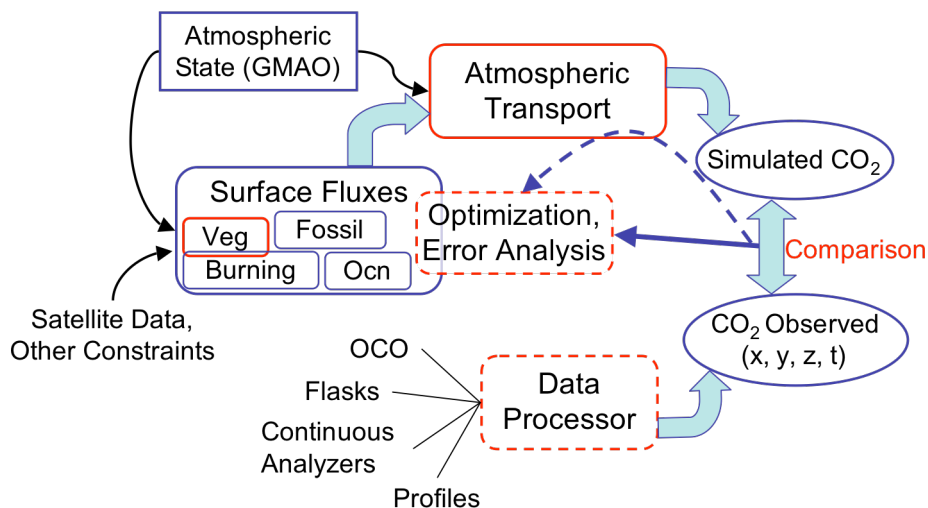 Atmospheric
State (GMAO)
Atmospheric
Transport
Simulated CO₂
Surface Fluxes
Veg
Fossil
Burning
Ocn
Optimization,
Error Analysis
Comparison
Satellite Data,
Other Constraints
CO₂ Observed
(x, y, z, t)
OCO
Flasks
Continuous
Analyzers
Profiles
Data
Processor